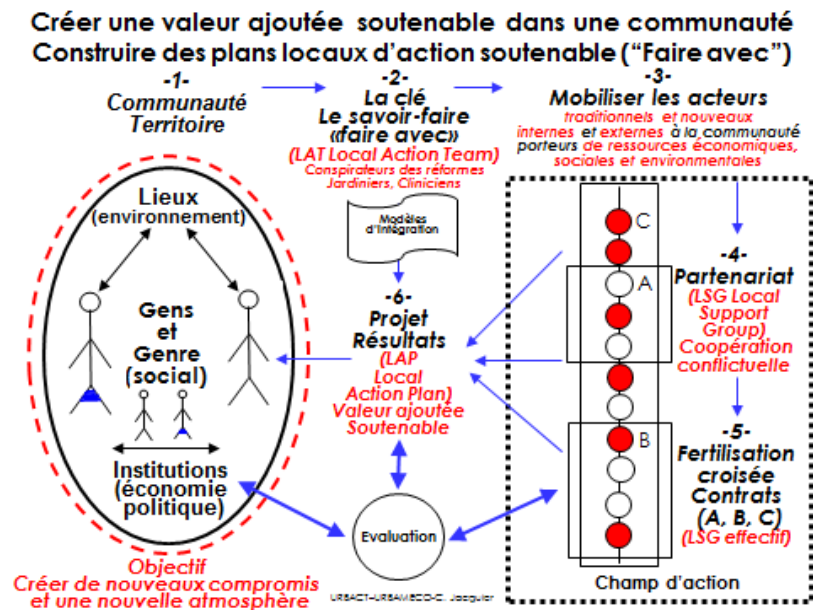 Créer une valeur ajoutée soutenable dans une communauté
Construire des plans locaux d’action soutenable (“Faire avec”)
-1-
Communauté
Territoire
-2-
La clé
Le savoir-faire
«faire avec»
(LAT Local Action Team)
Conspirateurs des réformes
Jardiniers, Cliniciens
-3-
Mobiliser les acteurs
traditionnels et nouveaux
internes et externes à la communauté
porteurs de ressources économiques,
sociales et environmentales
Lieux
(environnement)
Gens
et
Genre
(social)
Institutions
(économie
politique)
Modèles
d’Intégration
-6-
Projet
Résultats
(LAP
Local
Action Plan)
Valeur ajoutée
Soutenable
C
A
B
-4-
Partenariat
(LSG Local
Support
Group)
Coopération
conflictuelle
-5-
Fertilisation
croisée
Contrats
(A, B, C)
(LSG effectif)
Evaluation
Objectif
Créer de nouveaux compromis
et une nouvelle atmosphère
URBACT-URBAMECO-C. Jacquier
Champ d’action